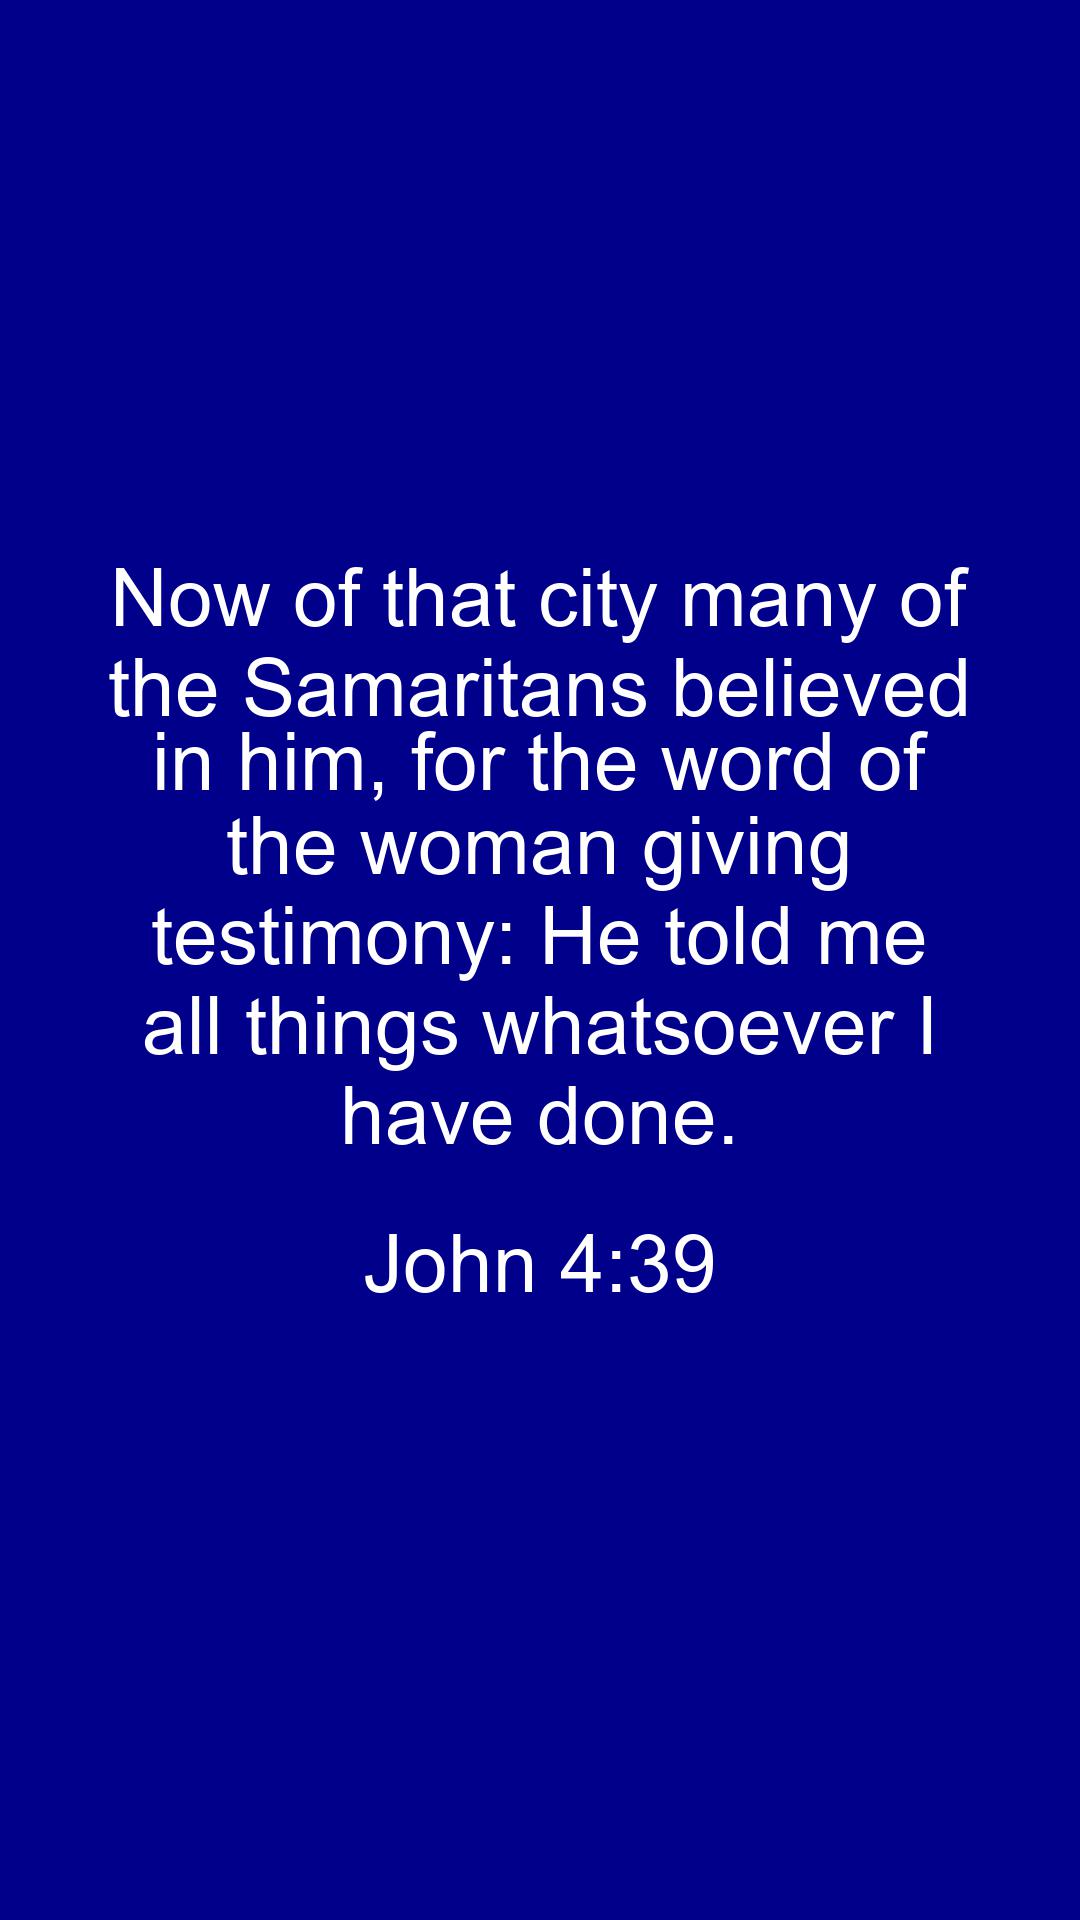 Now of that city many of
the Samaritans believed
in him, for the word of
the woman giving
testimony: He told me
all things whatsoever I
have done.
John 4:39